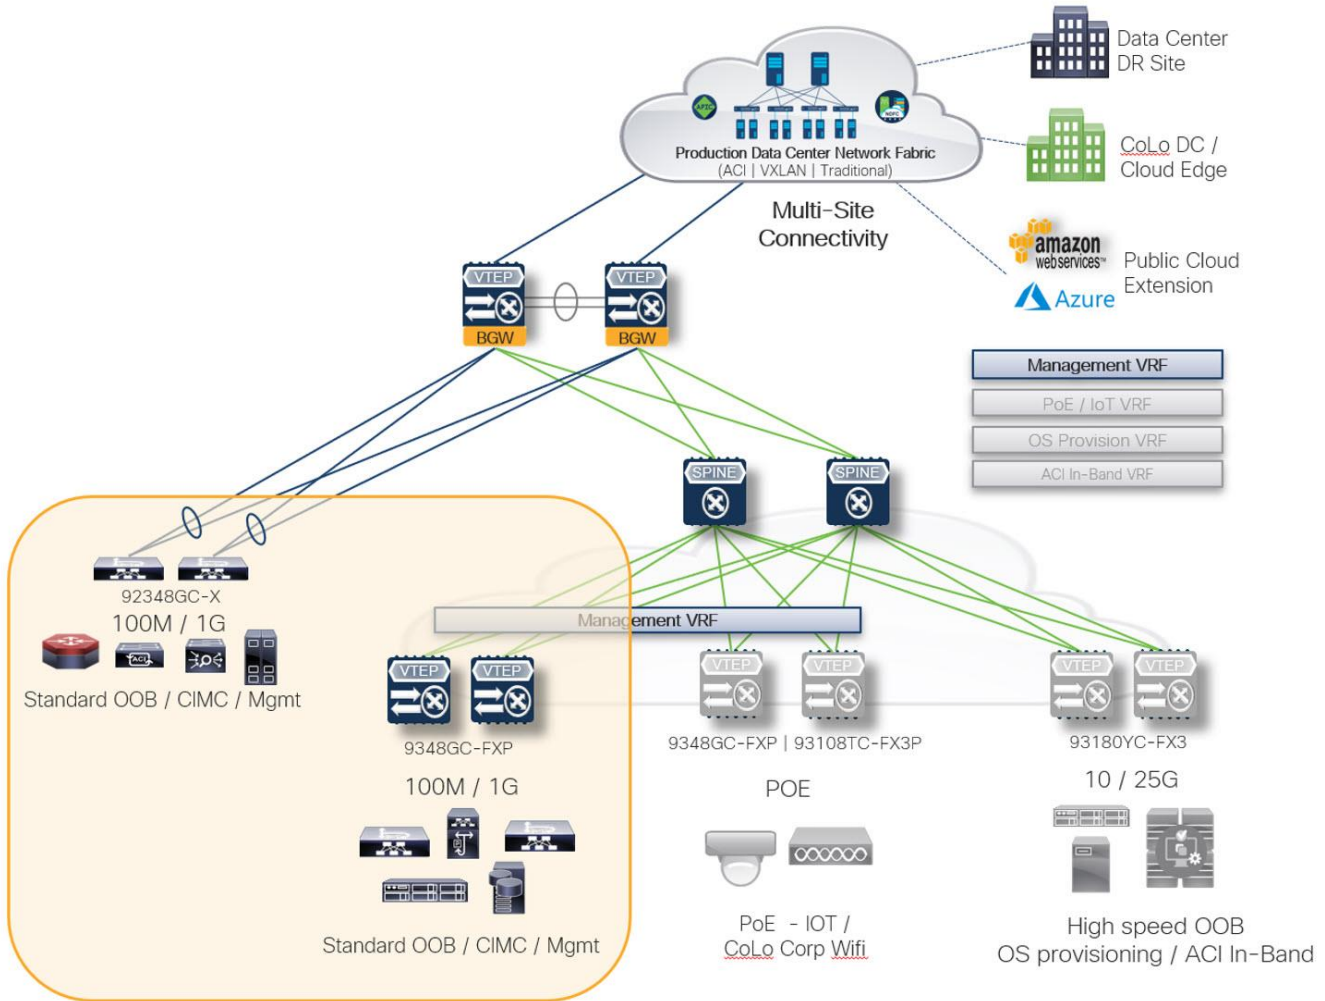 Data Center
DR Site
APIC
NDFC
Production Data Center Network Fabric
(ACI | VXLAN | Traditional)
CoLo DC /
Cloud Edge
Multi-Site
Connectivity
amazon
webservices™
Public Cloud
Extension
Azure
VTEP
VTEP
BGW
BGW
Management VRF
PoE / IoT VRF
OS Provision VRF
ACI In-Band VRF
SPINE
SPINE
92348GC-X
100M / 1G
ACI
Standard OOB / CIMC / Mgmt
Management VRF
VTEP
VTEP
VTEP
VTEP
VTEP
VTEP
9348GC-FXP
9348GC-FXP | 93108TC-FX3P
93180YC-FX3
100M / 1G
POE
10 / 25G
Standard OOB / CIMC / Mgmt
PoE - IOT /
CoLo Corp Wifi
High speed OOB
OS provisioning / ACI In-Band